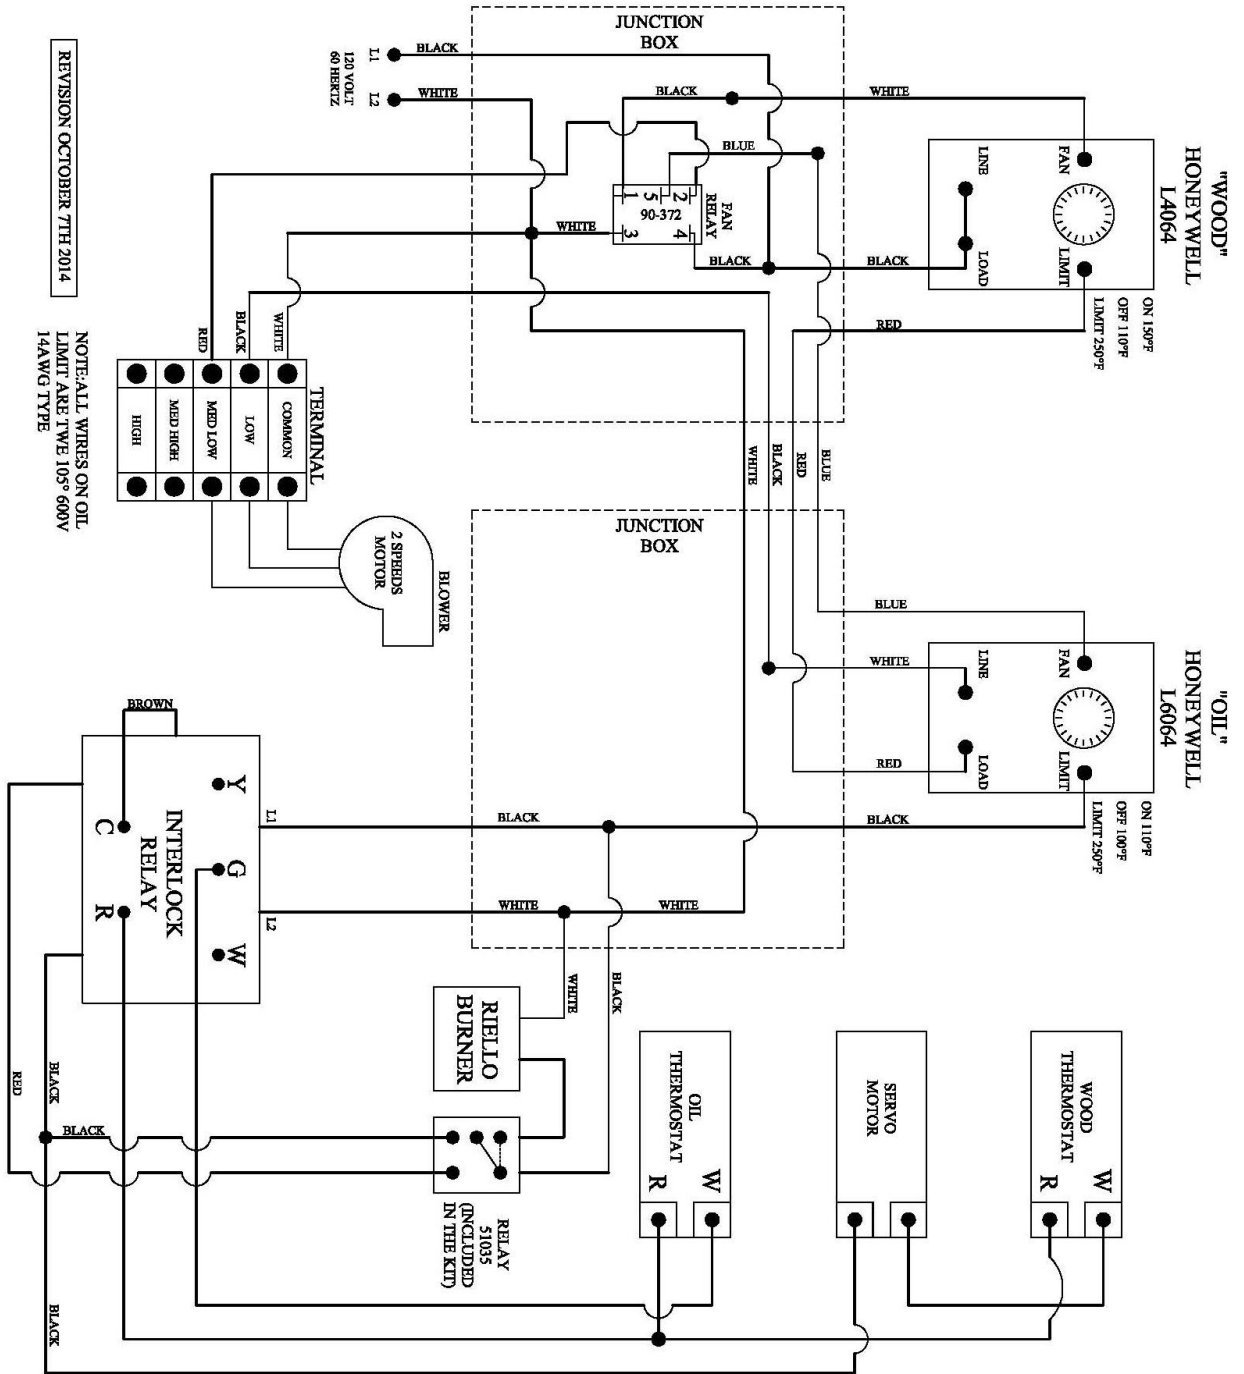 JUNCTION
BOX
L1
BLACK
L2
WHITE
120 VOLT
60 HERTZ
BLACK
WHITE
BLUE
1
5
2
90-372
3
4
FAN
RELAY
WHITE
BLACK
BLACK
RED
"WOOD"
HONEYWELL
L4064
LINE
FAN
LOAD
LIMIT
ON 150°F
OFF 110°F
LIMIT 250°F
REVISION OCTOBER 7TH 2014
NOTE:ALL WIRES ON OIL
LIMIT ARE TWE 105° 600V
14AWG TYPE
RED
BLACK
WHITE
TERMINAL
HIGH
MED HIGH
MED LOW
LOW
COMMON
2 SPEEDS
MOTOR
BLOWER
WHITE
BLACK
RED
BLUE
JUNCTION
BOX
BLUE
WHITE
RED
BLACK
"OIL"
HONEYWELL
L6064
LINE
FAN
LOAD
LIMIT
ON 110°F
OFF 100°F
LIMIT 250°F
BROWN
Y
G
W
C
R
INTERLOCK
RELAY
L1
L2
BLACK
WHITE
WHITE
WHITE
BLACK
RIELLO
BURNER
RELAY
51035
(INCLUDED
IN THE KIT)
BLACK
RED
BLACK
BLACK
OIL
THERMOSTAT
R
W
SERVO
MOTOR
WOOD
THERMOSTAT
R
W